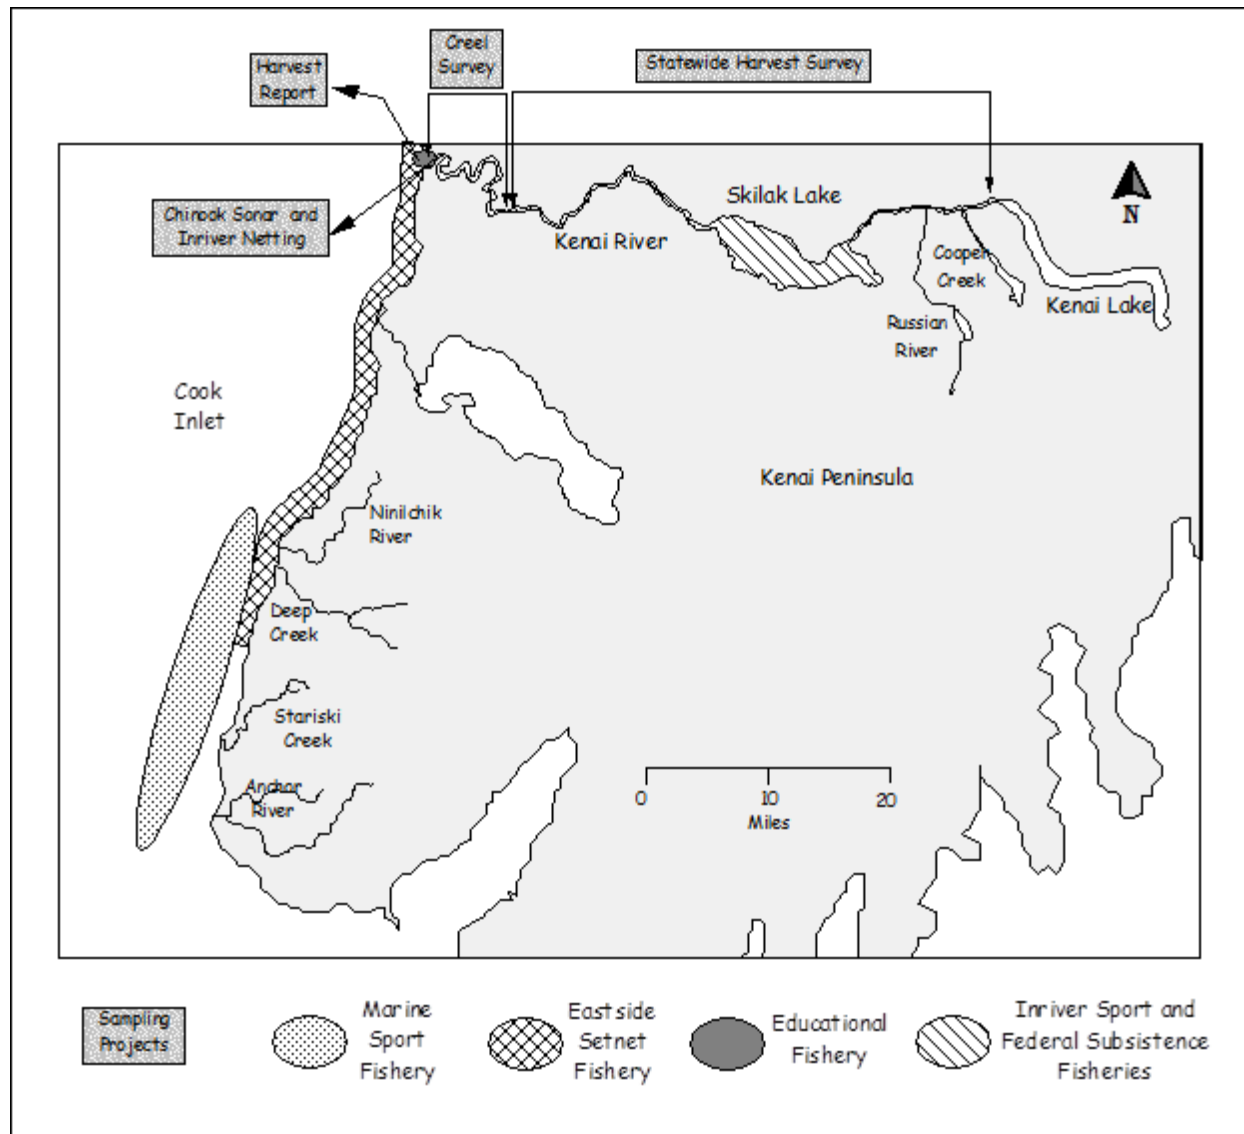 Creel
Survey
Harvest
Report
Statewide Harvest Survey
Chinook Sonar and
Inriver Netting
Skilak Lake
N
Kenai River
Cooper
Creek
Kenai Lake
Russian
River
Cook
Inlet
Kenai Peninsula
Ninilchik
River
Deep
Creek
Stariski
Creek
Anchor
River
0
10
20
Miles
Sampling
Projects
Marine
Sport
Fishery
Eastside
Setnet
Fishery
Educational
Fishery
Inriver Sport and
Federal Subsistence
Fisheries